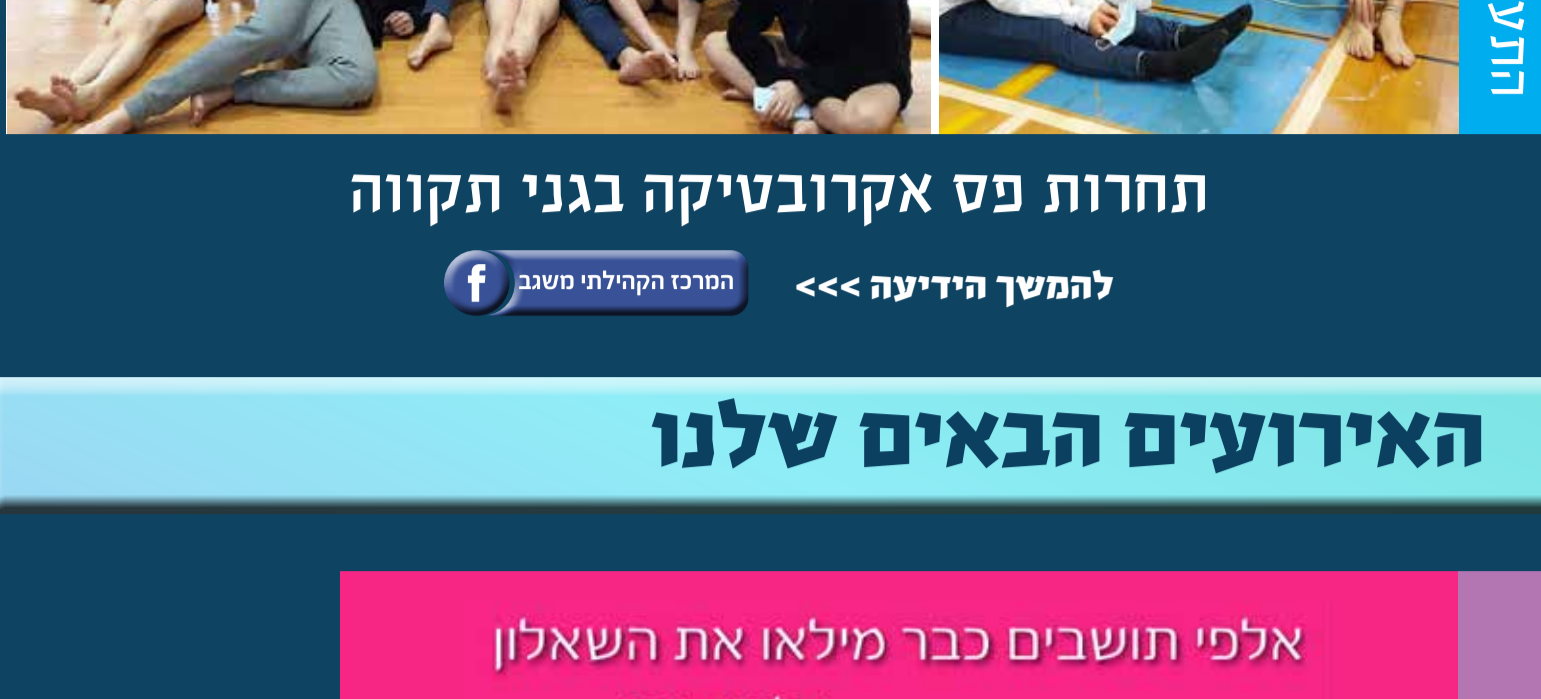 תחרות פס אקרובטיקה בגני תקווה
להמשך הידיעה >>>
המרכז הקהילתי משגב f
האירועים הבאים שלנו
אלפי תושבים כבר מילאו את השאלון